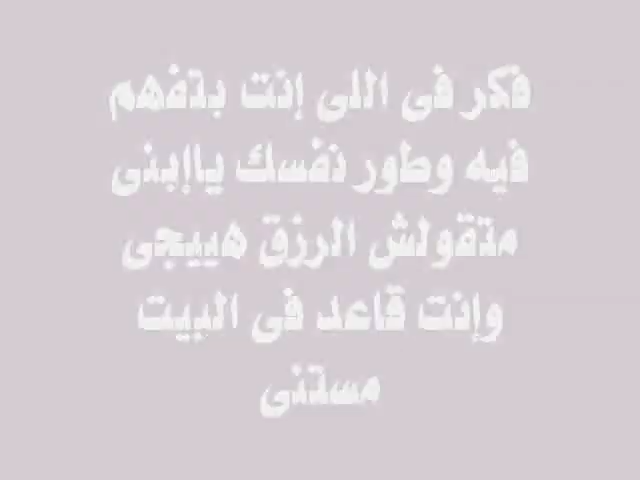 فكر فى اللى إنت بتفهم
فيه وطور نفسك ياإبنى
متقولش الرزق هييجى
وإنت قاعد فى البيت
مستنى